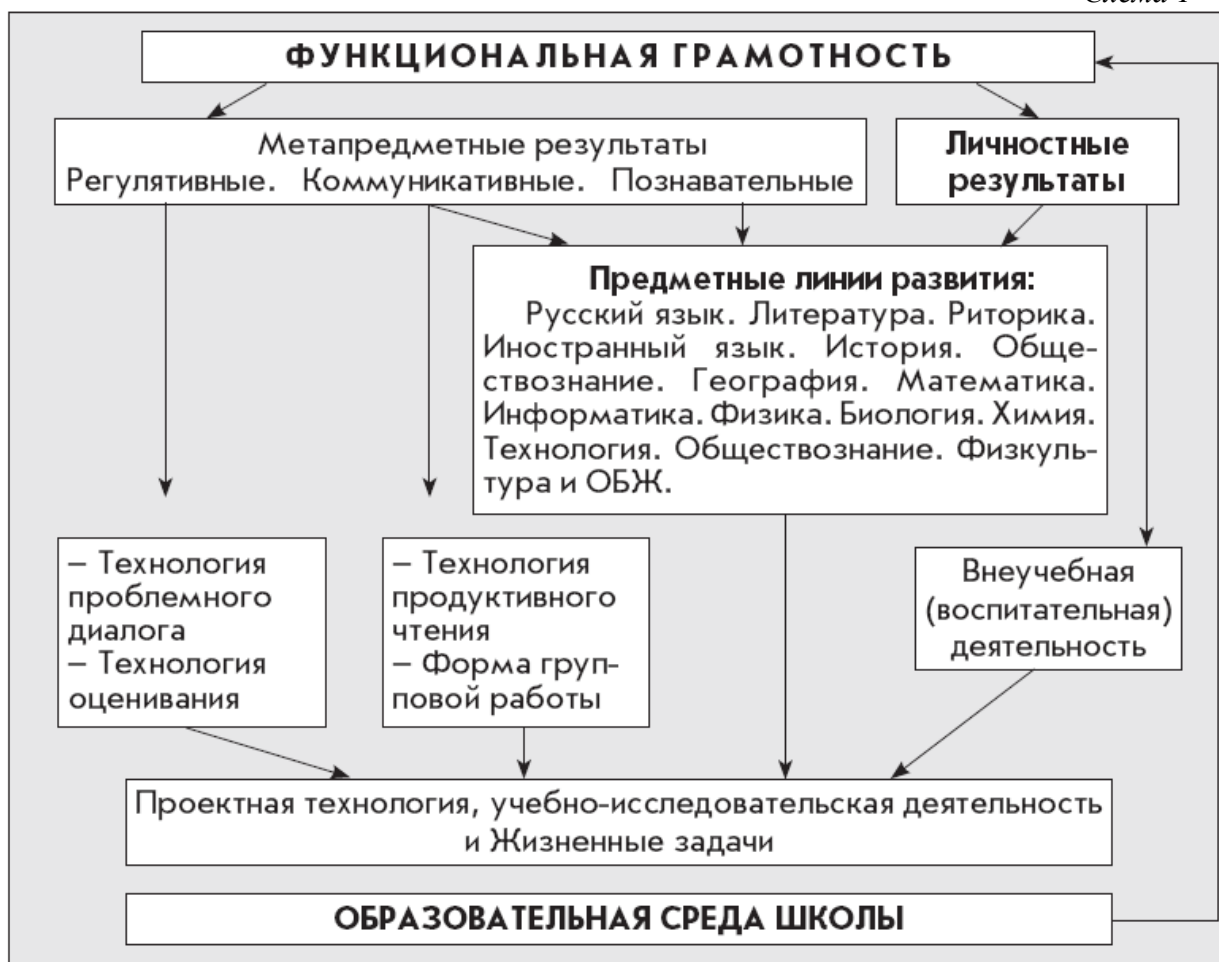 Схема 1
ФУНКЦИОНАЛЬНАЯ ГРАМОТНОСТЬ
Метапредметные результаты
Регулятивные. Коммуникативные. Познавательные
Личностные
результаты
Предметные линии развития:
Русский язык. Литература. Риторика.
Иностранный язык. История. Обще-
ствознание. География. Математика.
Информатика. Физика. Биология. Химия.
Технология. Обществознание. Физкуль-
тура и ОБЖ.
– Технология
проблемного
диалога
– Технология
оценивания
– Технология
продуктивного
чтения
– Форма груп-
повой работы
Внеучебная
(воспитательная)
деятельность
Проектная технология, учебно-исследовательская деятельность
и Жизненные задачи
ОБРАЗОВАТЕЛЬНАЯ СРЕДА ШКОЛЫ